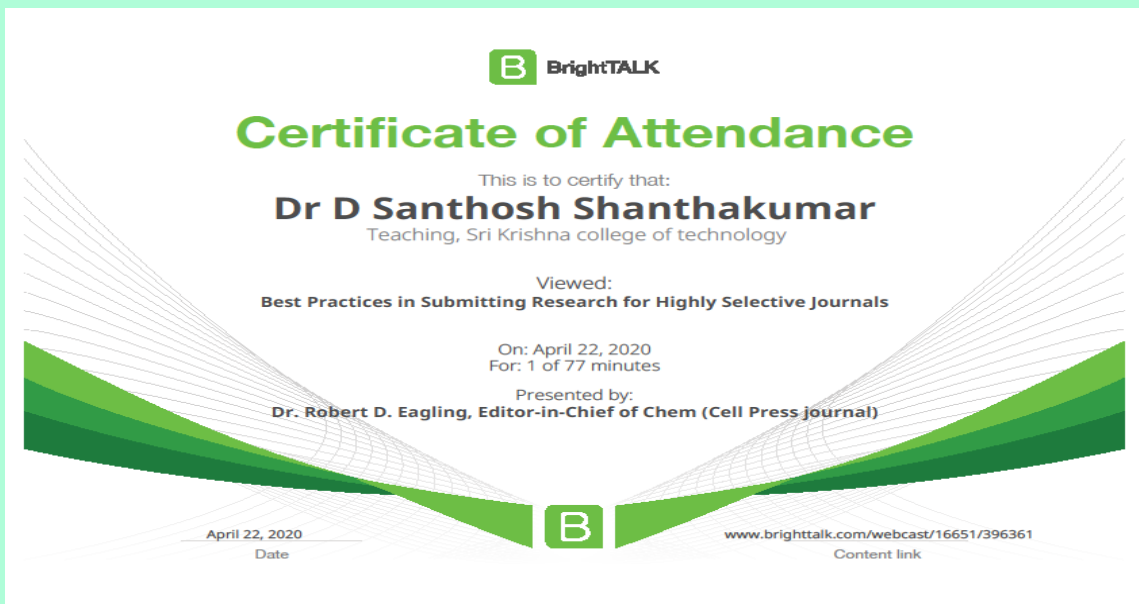 B BrightTALK
Certificate of Attendance
This is to certify that:
Dr D Santhosh Shanthakumar
Teaching, Sri Krishna college of technology
Viewed:
Best Practices in Submitting Research for Highly Selective Journals
On: April 22, 2020
For: 1 of 77 minutes
Presented by:
Dr. Robert D. Eagling, Editor-in-Chief of Chem (Cell Press journal)
B
April 22, 2020
Date
www.brighttalk.com/webcast/16651/396361
Content link